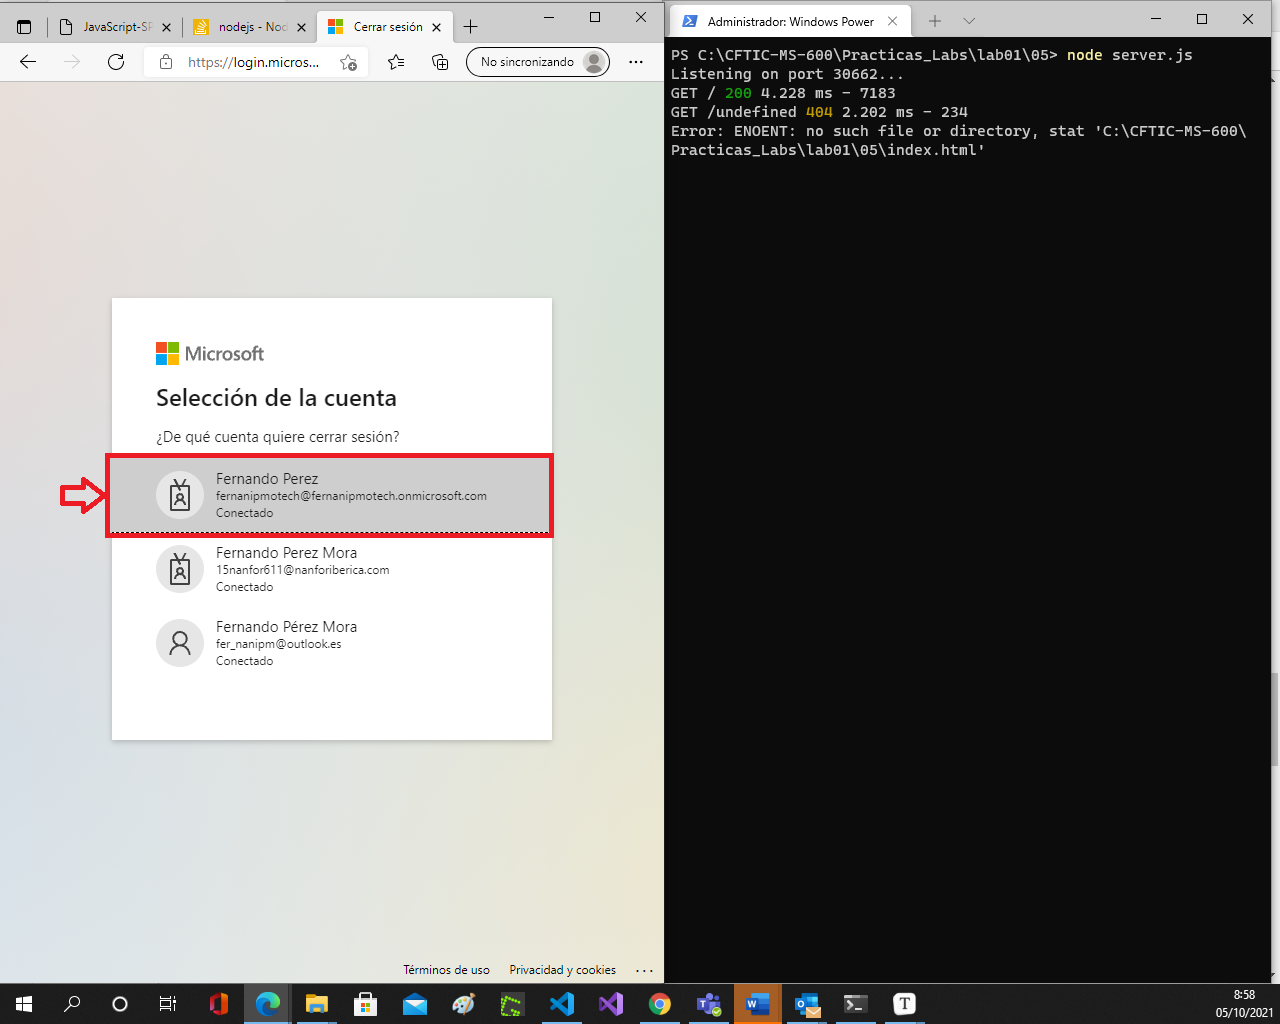 JavaScript-SP
nodejs - Nod
Cerrar sesión
https://login.micros...
No sincronizando
Microsoft
Selección de la cuenta
¿De qué cuenta quiere cerrar sesión?
Fernando Perez
fernanipmotech@fernanipmotech.onmicrosoft.com
Conectado
Fernando Perez Mora
15nanfor611@nanforiberica.com
Conectado
Fernando Pérez Mora
fer_nanipm@outlook.es
Conectado
Términos de uso
Privacidad y cookies
Administrador: Windows Power
PS C:\CFTIC-MS-600\Practicas_Labs\lab01\05> node server.js
Listening on port 30662...
GET / 200 4.228 ms - 7183
GET /undefined 404 2.202 ms - 234
Error: ENOENT: no such file or directory, stat 'C:\CFTIC-MS-600\
Practicas_Labs\lab01\05\index.html'
8:58
05/10/2021